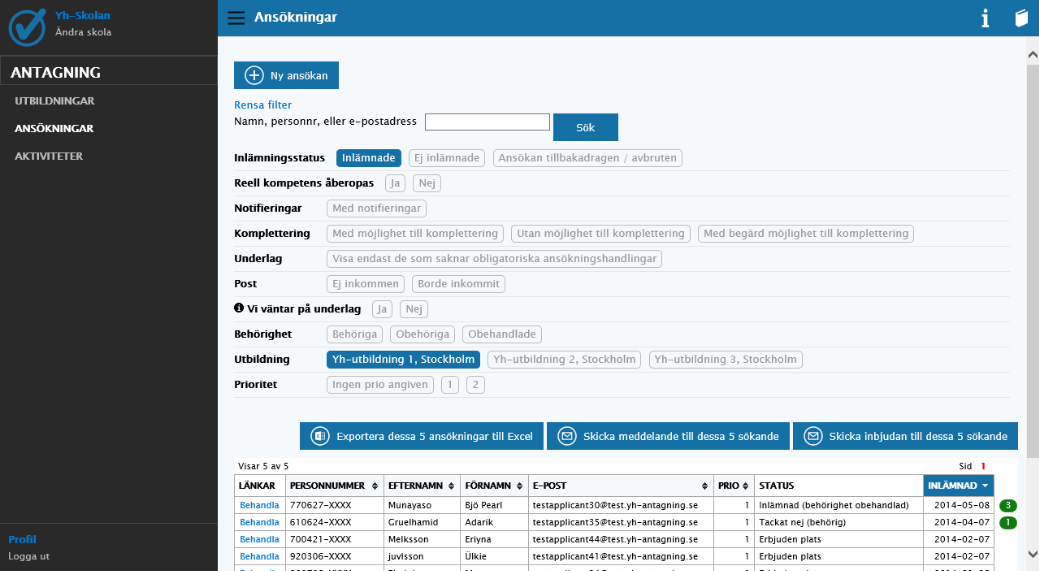 Yh-Skolan
Ändra skola
Ansökningar
ANTAGNING
UTBILDNINGAR
ANSÖKNINGAR
AKTIVITETER
Ny ansökan
Rensa filter
Namn, personnr, eller e-postadress Sök
Inlämningsstatus Inlämnade Ej inlämnade Ansökan tillbakadragen / avbruten
Reell kompetens åberopas Ja Nej
Notifieringar Med notifieringar
Komplettering Med möjlighet till komplettering Utan möjlighet till komplettering Med begärd möjlighet till komplettering
Underlag Visa endast de som saknar obligatoriska ansökningshandlingar
Post Ej inkommen Borde inkommit
Vi väntar på underlag Ja Nej
Behörighet Behöriga Obehöriga Obehandlade
Utbildning Yh-utbildning 1, Stockholm Yh-utbildning 2, Stockholm Yh-utbildning 3, Stockholm
Prioritet Ingen prio angiven 1 2
Exportera dessa 5 ansökningar till Excel Skicka meddelande till dessa 5 sökande Skicka inbjudan till dessa 5 sökande
Visar 5 av 5 Sid 1
LÄNKAR PERSONNUMMER EFTERNAMN FÖRNAMN E-POST PRIO STATUS INLÄMNAD
Behandla 770627-XXXX Munayaso Bjö Pearl testapplicant30@test.yh-antagning.se 1 Inlämnad (behörighet obehandlad) 2014-05-08 3
Behandla 610624-XXXX Gruelhamid Adarik testapplicant35@test.yh-antagning.se 1 Tackat nej (behörig) 2014-04-07 1
Behandla 700421-XXXX Melksson Eriyna testapplicant44@test.yh-antagning.se 1 Erbjuden plats 2014-02-07
Behandla 920306-XXXX juvlsson Ülkie testapplicant41@test.yh-antagning.se 1 Erbjuden plats 2014-02-07
Profil
Logga ut